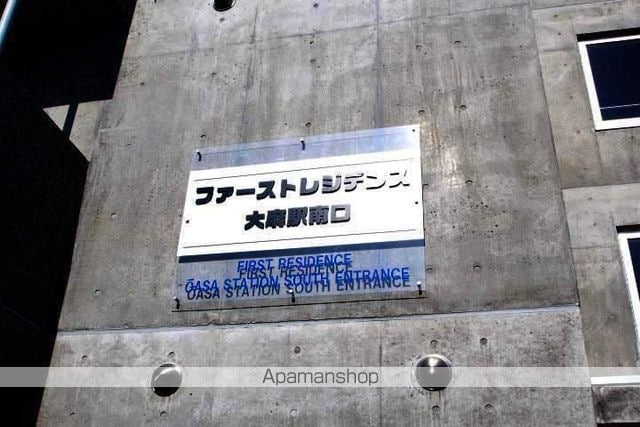 ファーストレジデンス
大麻駅南口
FIRST RESIDENCE
ŌASA STATION SOUTH ENTRANCE
Apamanshop